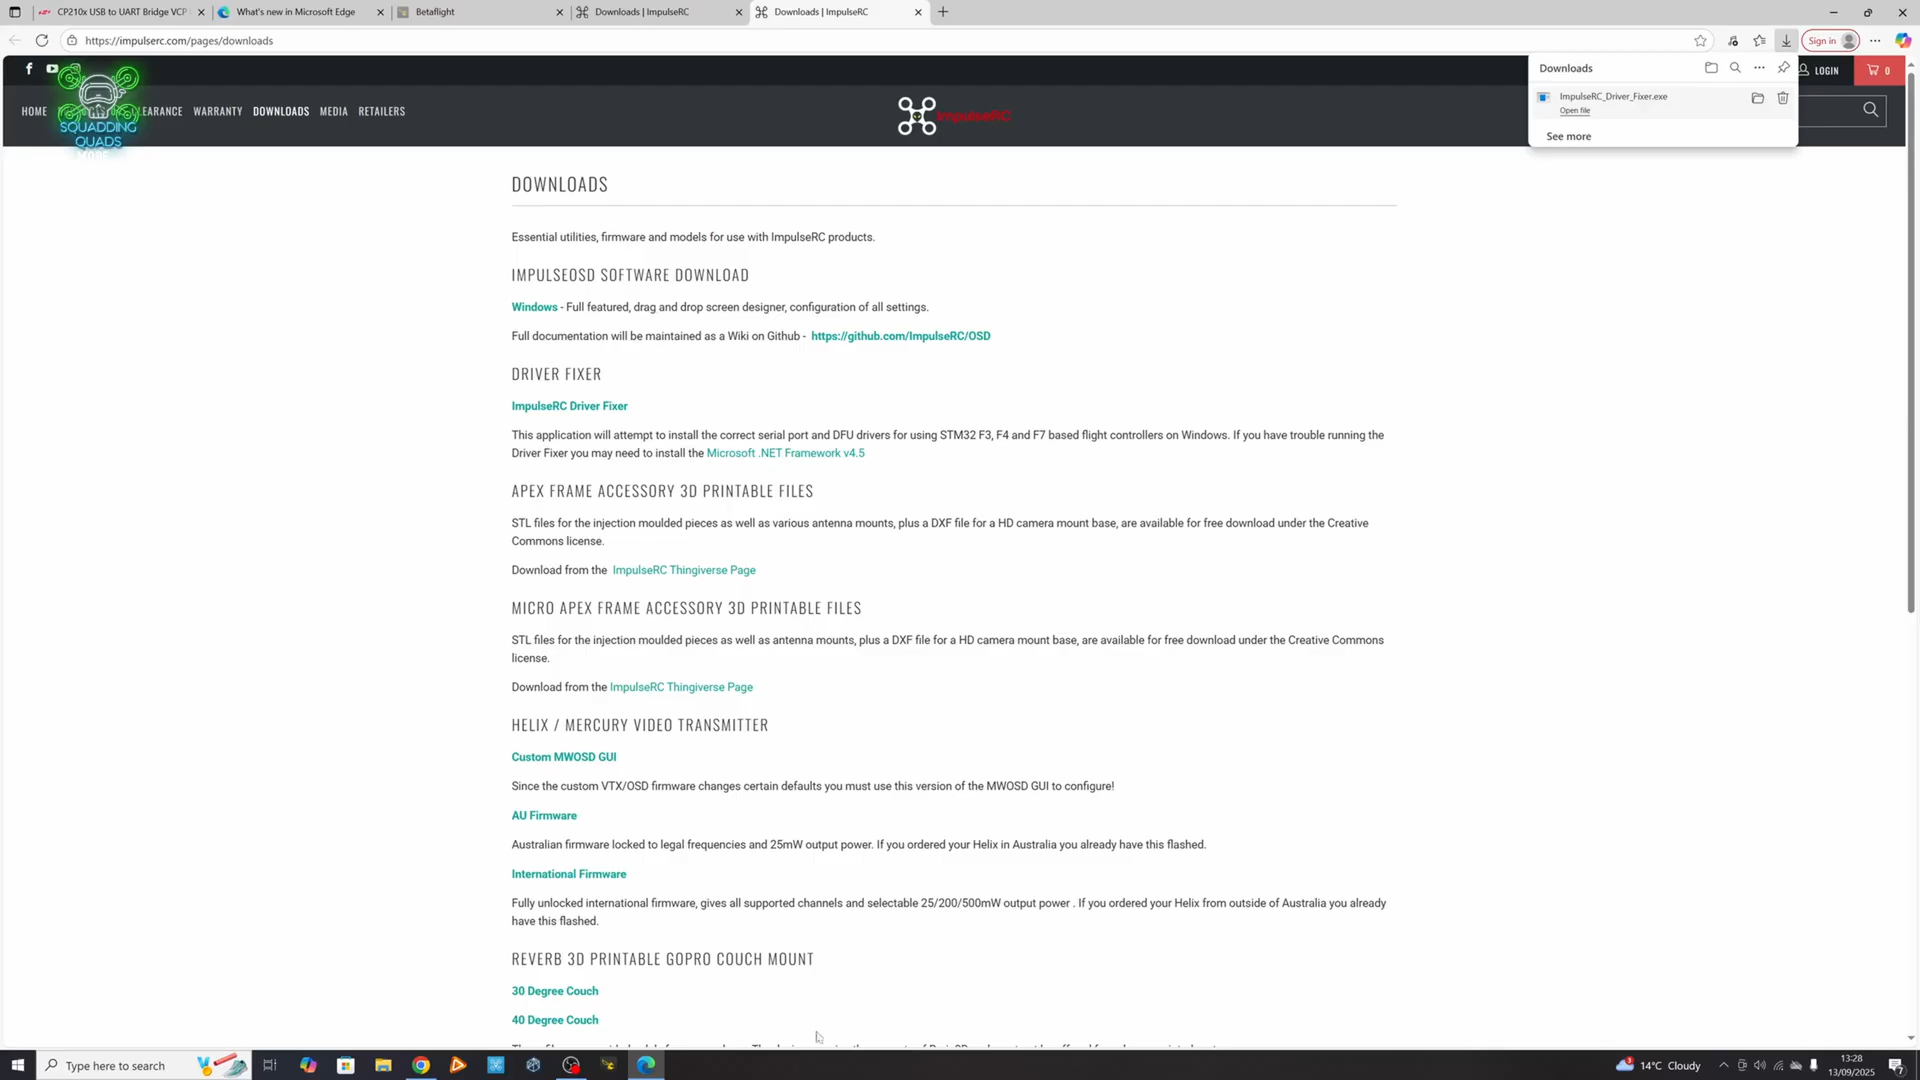 CP210x USB to UART Bridge VCP
What's new in Microsoft Edge
Betaflight
Downloads | ImpulseRC
Downloads | ImpulseRC
https://impulserc.com/pages/downloads
Sign in
Downloads
ImpulseRC_Driver_Fixer.exe
Open file
See more
LOGIN
0
HOME
CLEARANCE
WARRANTY
DOWNLOADS
MEDIA
RETAILERS
SQUADDING
QUADS
ImpulseRC
DOWNLOADS
Essential utilities, firmware and models for use with ImpulseRC products.
IMPULSEOSD SOFTWARE DOWNLOAD
Windows - Full featured, drag and drop screen designer, configuration of all settings.
Full documentation will be maintained as a Wiki on Github - https://github.com/ImpulseRC/OSD
DRIVER FIXER
ImpulseRC Driver Fixer
This application will attempt to install the correct serial port and DFU drivers for using STM32 F3, F4 and F7 based flight controllers on Windows. If you have trouble running the
Driver Fixer you may need to install the Microsoft .NET Framework v4.5
APEX FRAME ACCESSORY 3D PRINTABLE FILES
STL files for the injection moulded pieces as well as various antenna mounts, plus a DXF file for a HD camera mount base, are available for free download under the Creative
Commons license.
Download from the ImpulseRC Thingiverse Page
MICRO APEX FRAME ACCESSORY 3D PRINTABLE FILES
STL files for the injection moulded pieces as well as antenna mounts, plus a DXF file for a HD camera mount base, are available for free download under the Creative Commons
license.
Download from the ImpulseRC Thingiverse Page
HELIX / MERCURY VIDEO TRANSMITTER
Custom MWOSD GUI
Since the custom VTX/OSD firmware changes certain defaults you must use this version of the MWOSD GUI to configure!
AU Firmware
Australian firmware locked to legal frequencies and 25mW output power. If you ordered your Helix in Australia you already have this flashed.
International Firmware
Fully unlocked international firmware, gives all supported channels and selectable 25/200/500mW output power . If you ordered your Helix from outside of Australia you already
have this flashed.
REVERB 3D PRINTABLE GOPRO COUCH MOUNT
30 Degree Couch
40 Degree Couch
Type here to search
3
14°C Cloudy
13:28
13/09/2025
7